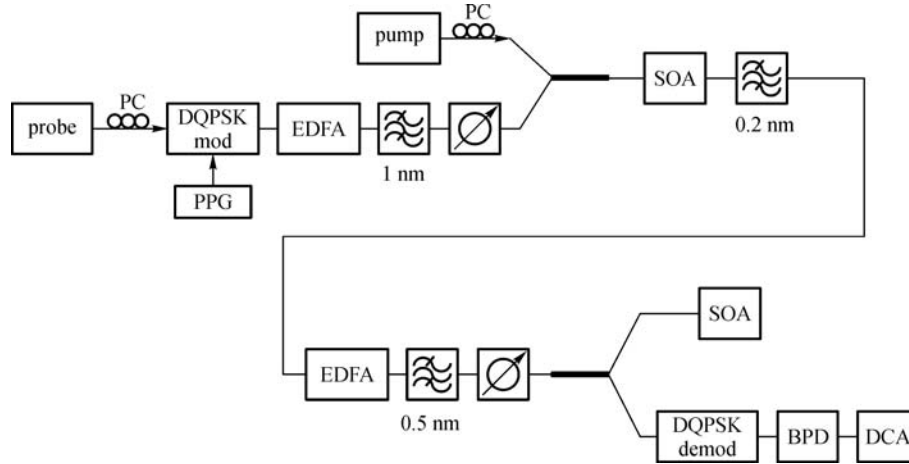 pump
PC
SOA
0.2 nm
probe
PC
DQPSK
mod
EDFA
1 nm
PPG
SOA
EDFA
0.5 nm
DQPSK
demod
BPD
DCA